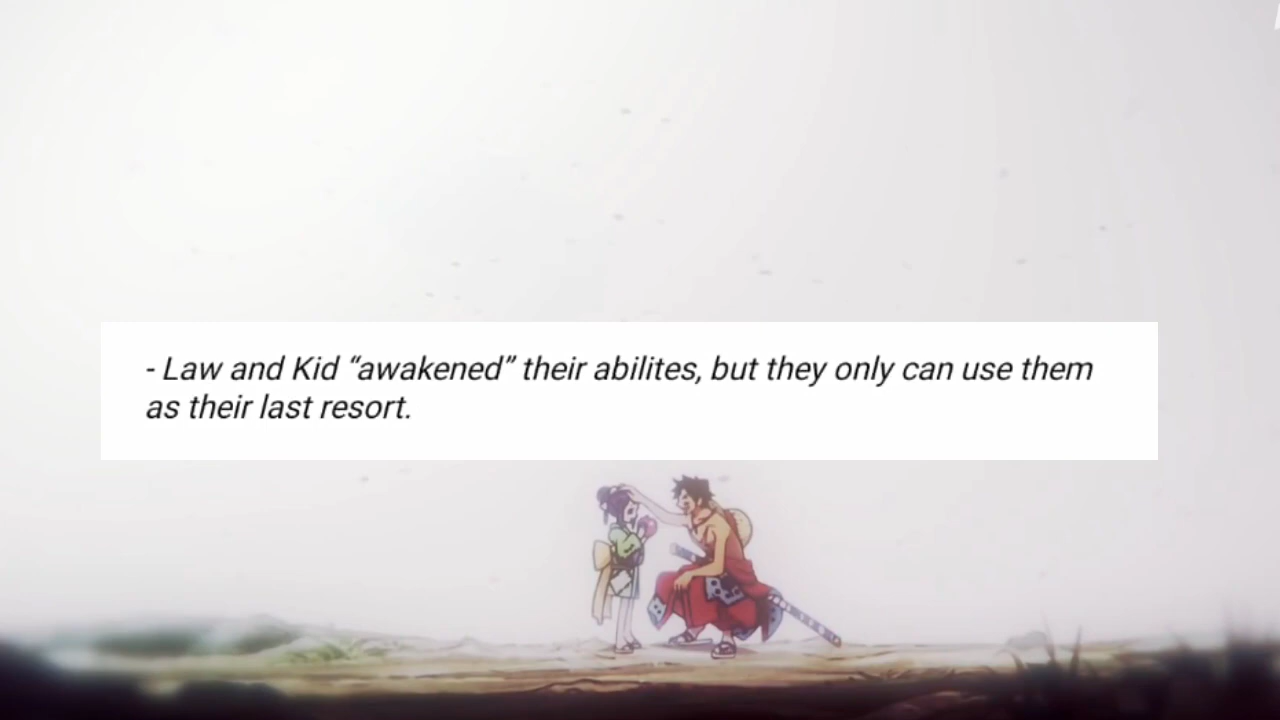 - Law and Kid “awakened” their abilites, but they only can use them
as their last resort.